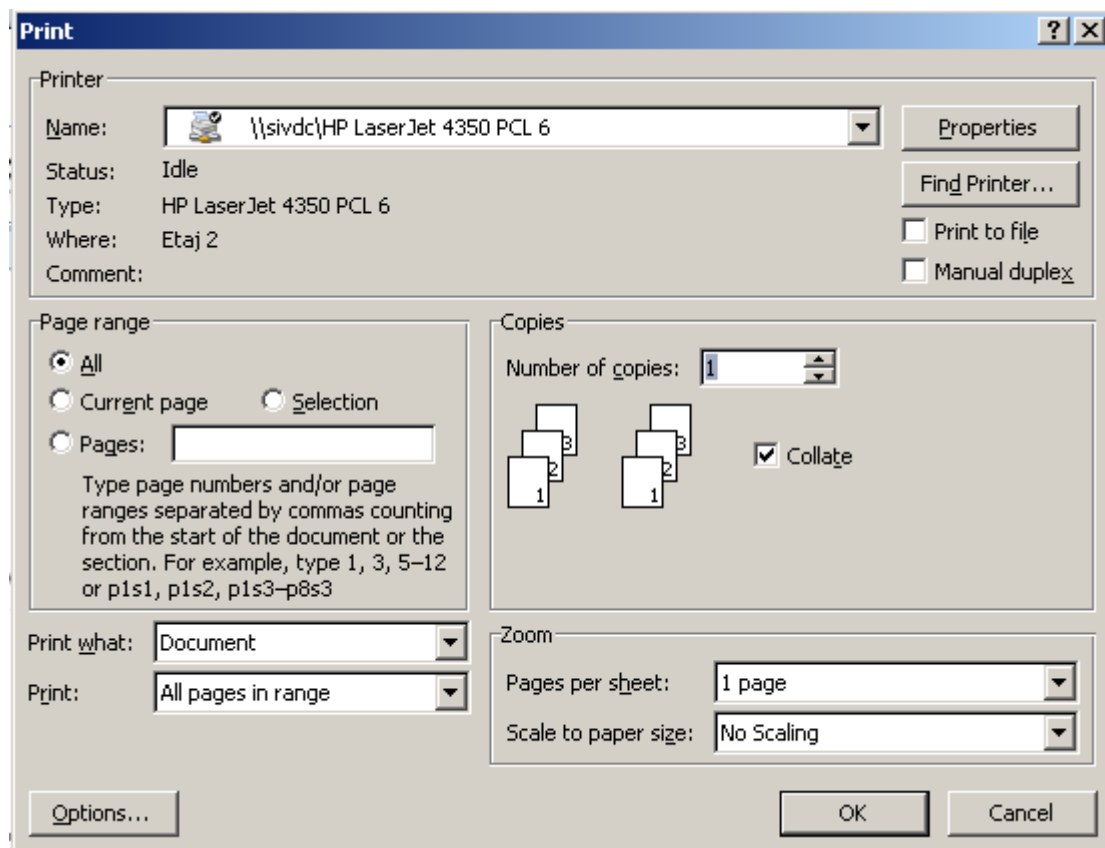 Print
Printer
Name: \\sivdc\HP LaserJet 4350 PCL 6 Properties
Status: Idle Find Printer...
Type: HP LaserJet 4350 PCL 6
Where: Etaj 2 Print to file
Comment: Manual duplex
Page range
All
Current page Selection
Pages:
Type page numbers and/or page
ranges separated by commas counting
from the start of the document or the
section. For example, type 1, 3, 5–12
or p1s1, p1s2, p1s3–p8s3
Copies
Number of copies: 1
3 3
2 2
1 1
Collate
Print what: Document
Print: All pages in range
Zoom
Pages per sheet: 1 page
Scale to paper size: No Scaling
Options... OK Cancel